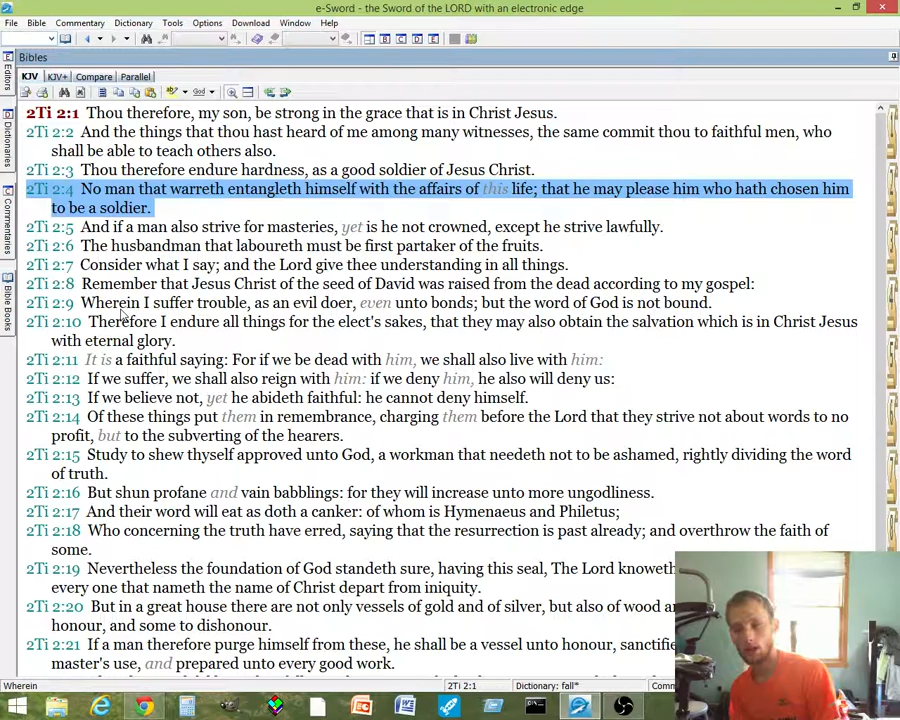 e-Sword - the Sword of the LORD with an electronic edge
File Bible Commentary Dictionary Tools Options Download Window Help
Bibles
KJV KJV+ Compare Parallel
Editors
Dictionaries
Commentaries
Bible Books
2Ti 2:1 Thou therefore, my son, be strong in the grace that is in Christ Jesus.
2Ti 2:2 And the things that thou hast heard of me among many witnesses, the same commit thou to faithful men, who
shall be able to teach others also.
2Ti 2:3 Thou therefore endure hardness, as a good soldier of Jesus Christ.
2Ti 2:4 No man that warreth entangleth himself with the affairs of this life; that he may please him who hath chosen him
to be a soldier.
2Ti 2:5 And if a man also strive for masteries, yet is he not crowned, except he strive lawfully.
2Ti 2:6 The husbandman that laboureth must be first partaker of the fruits.
2Ti 2:7 Consider what I say; and the Lord give thee understanding in all things.
2Ti 2:8 Remember that Jesus Christ of the seed of David was raised from the dead according to my gospel:
2Ti 2:9 Wherein I suffer trouble, as an evil doer, even unto bonds; but the word of God is not bound.
2Ti 2:10 Therefore I endure all things for the elect's sakes, that they may also obtain the salvation which is in Christ Jesus
with eternal glory.
2Ti 2:11 It is a faithful saying: For if we be dead with him, we shall also live with him:
2Ti 2:12 If we suffer, we shall also reign with him: if we deny him, he also will deny us:
2Ti 2:13 If we believe not, yet he abideth faithful: he cannot deny himself.
2Ti 2:14 Of these things put them in remembrance, charging them before the Lord that they strive not about words to no
profit, but to the subverting of the hearers.
2Ti 2:15 Study to shew thyself approved unto God, a workman that needeth not to be ashamed, rightly dividing the word
of truth.
2Ti 2:16 But shun profane and vain babblings: for they will increase unto more ungodliness.
2Ti 2:17 And their word will eat as doth a canker: of whom is Hymenaeus and Philetus;
2Ti 2:18 Who concerning the truth have erred, saying that the resurrection is past already; and overthrow the faith of
some.
2Ti 2:19 Nevertheless the foundation of God standeth sure, having this seal, The Lord knoweth
every one that nameth the name of Christ depart from iniquity.
2Ti 2:20 But in a great house there are not only vessels of gold and of silver, but also of wood
honour, and some to dishonour.
2Ti 2:21 If a man therefore purge himself from these, he shall be a vessel unto honour,
master's use, and prepared unto every good work.
Wherein 2Ti 2:1 Dictionary: fall*